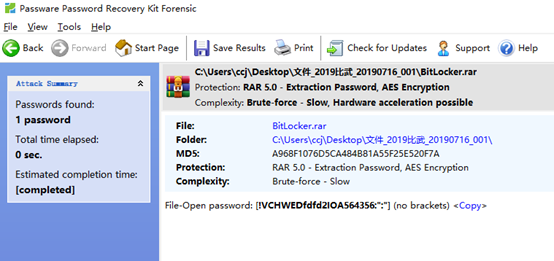 Passware Password Recovery Kit Forensic
File View Tools Help
Back Forward Start Page Save Results Print Check for Updates Support Help
Attack Summary
Passwords found:
1 password
Total time elapsed:
0 sec.
Estimated completion time:
[completed]
C:\Users\ccj\Desktop\文件_2019比武_20190716_001\BitLocker.rar
Protection: RAR 5.0 - Extraction Password, AES Encryption
Complexity: Brute-force - Slow, Hardware acceleration possible
File: BitLocker.rar
Folder: C:\Users\ccj\Desktop\文件_2019比武_20190716_001\
MD5: A968F1076D5CA484B81A55F25E520F7A
Protection: RAR 5.0 - Extraction Password, AES Encryption
Complexity: Brute-force - Slow
File-Open password: [!VCHWEDfdfd2IOA564356:":"] (no brackets) <Copy>